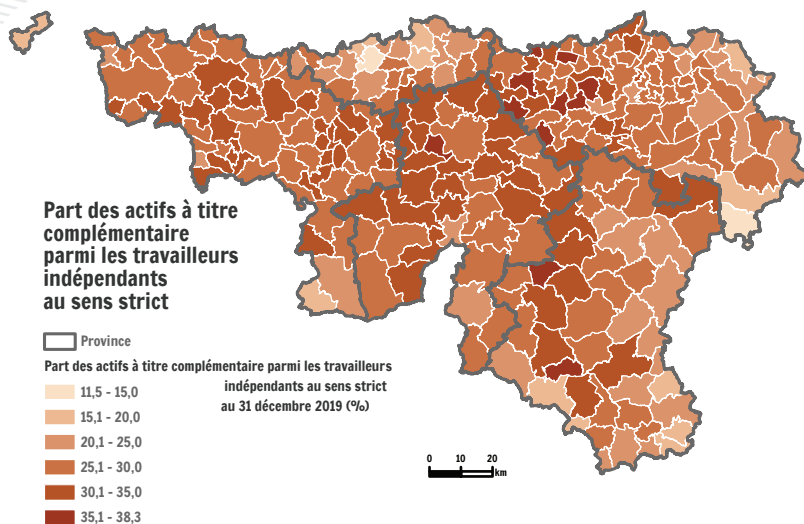 Part des actifs à titre
complémentaire
parmi les travailleurs
indépendants
au sens strict
Province
Part des actifs à titre complémentaire parmi les travailleurs
indépendants au sens strict
au 31 décembre 2019 (%)
11,5 - 15,0
15,1 - 20,0
20,1 - 25,0
25,1 - 30,0
30,1 - 35,0
35,1 - 38,3
0 10 20
km